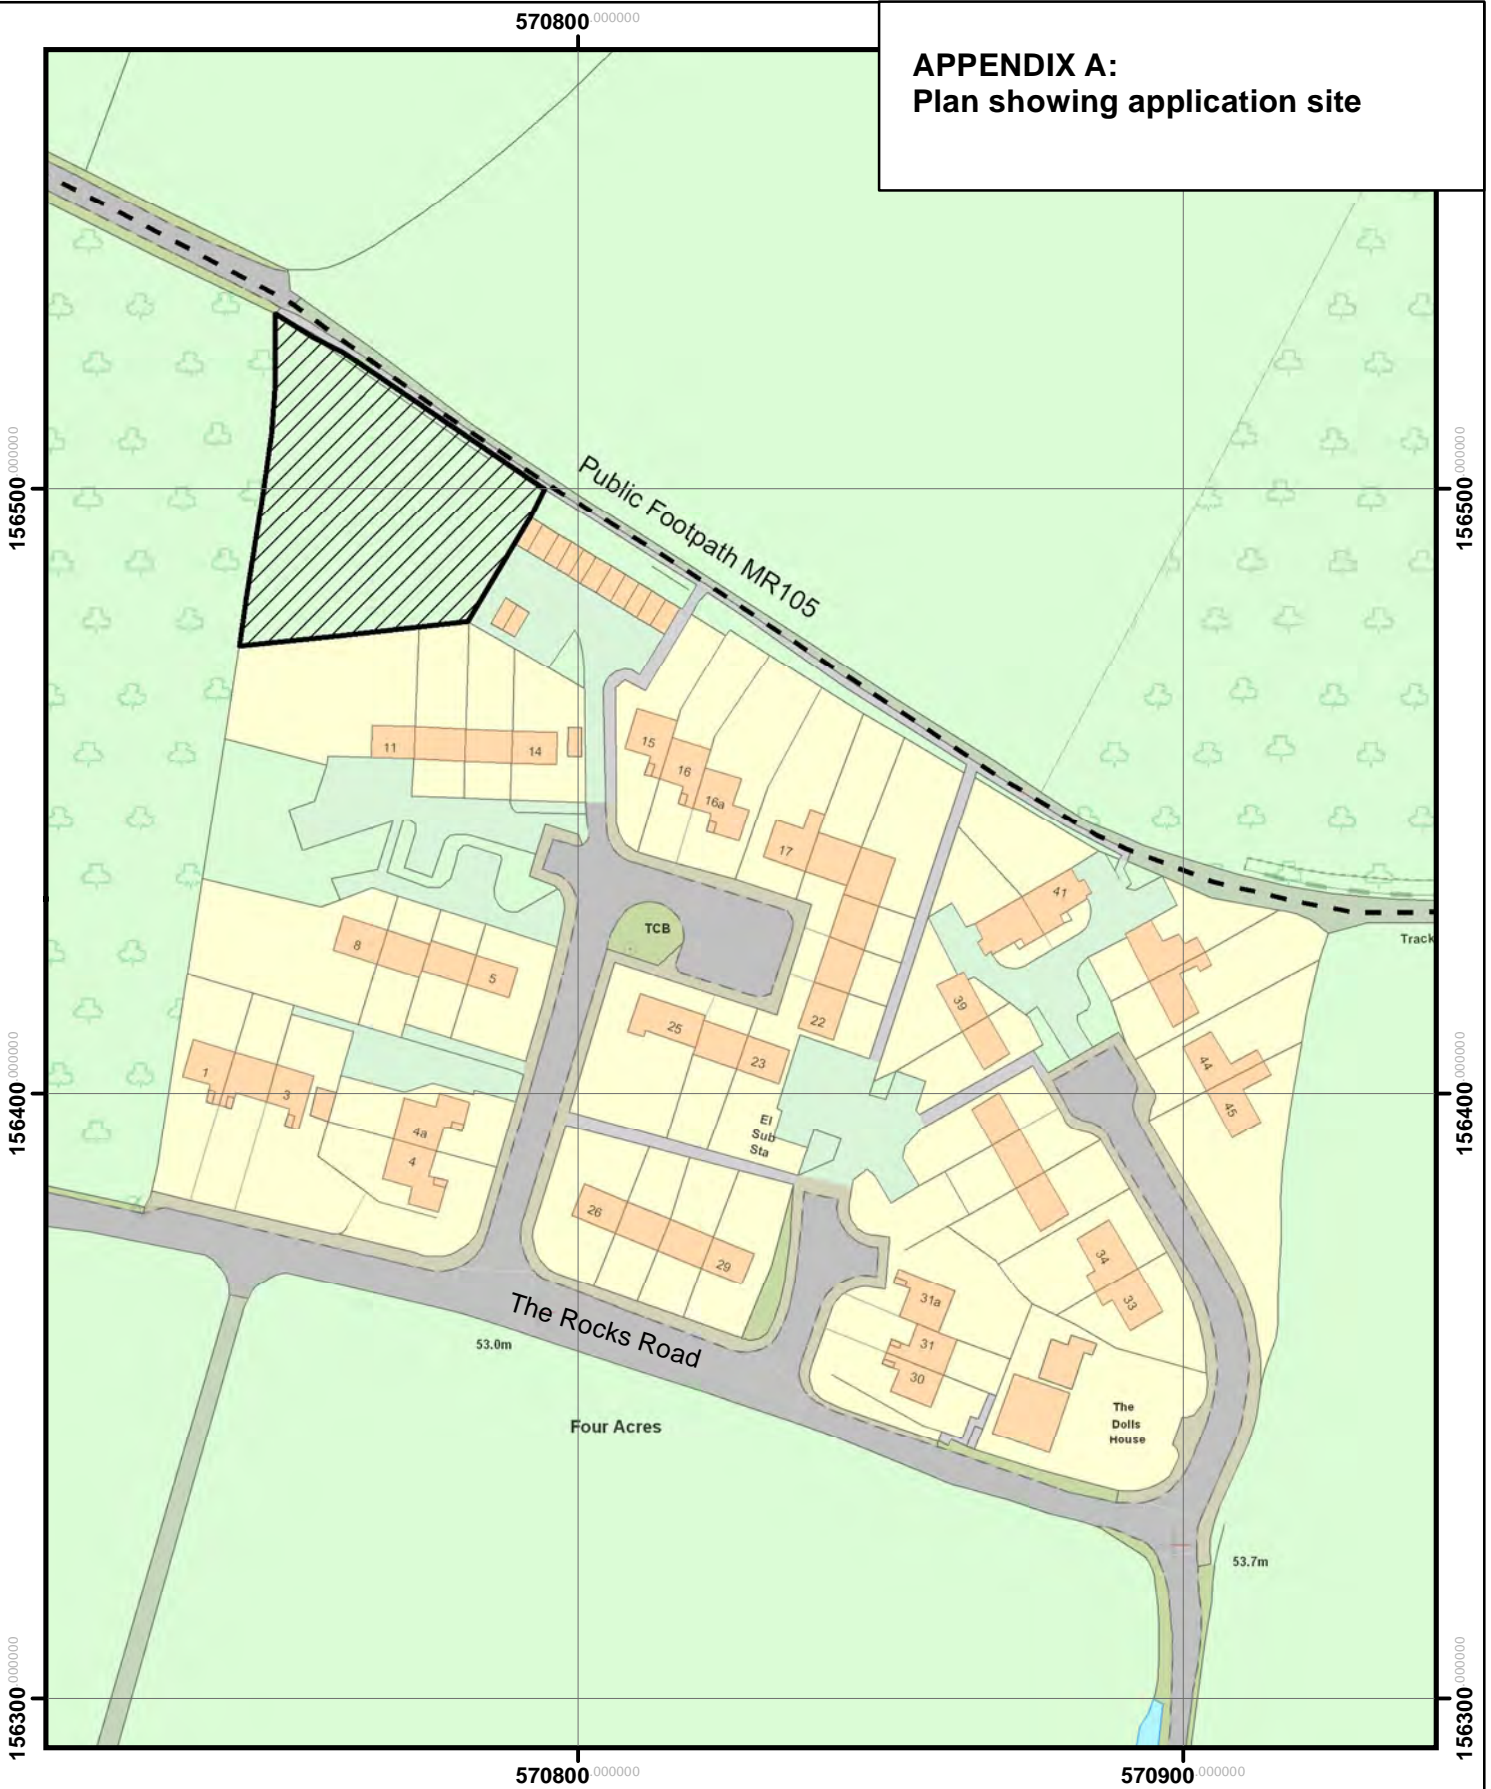 570800.000000
APPENDIX A:
Plan showing application site
156500.000000
156500.000000
Public Footpath MR105
11
14
15
16
16a
17
41
TCB
Track
8
5
39
25
22
23
44
45
156400.000000
156400.000000
1
3
4a
4
El
Sub
Sta
26
29
34
33
31a
31
30
The Rocks Road
53.0m
Four Acres
The
Dolls
House
53.7m
156300.000000
156300.000000
570800.000000
570900.000000